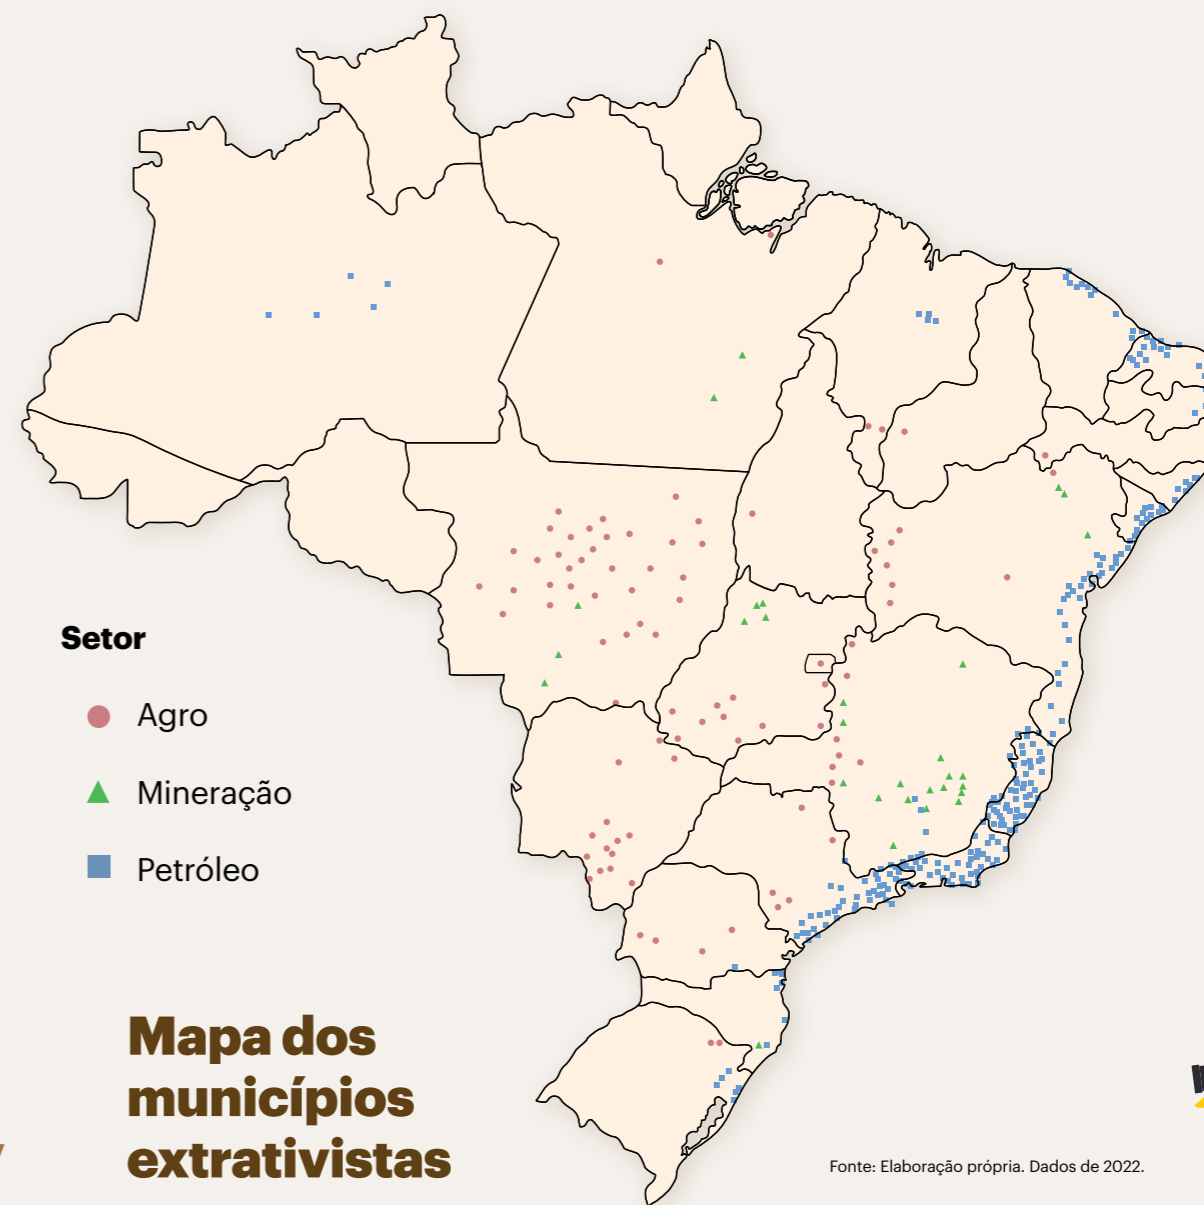 Setor
Agro
Mineração
Petróleo
Mapa dos
municípios
extrativistas
Fonte: Elaboração própria. Dados de 2022.